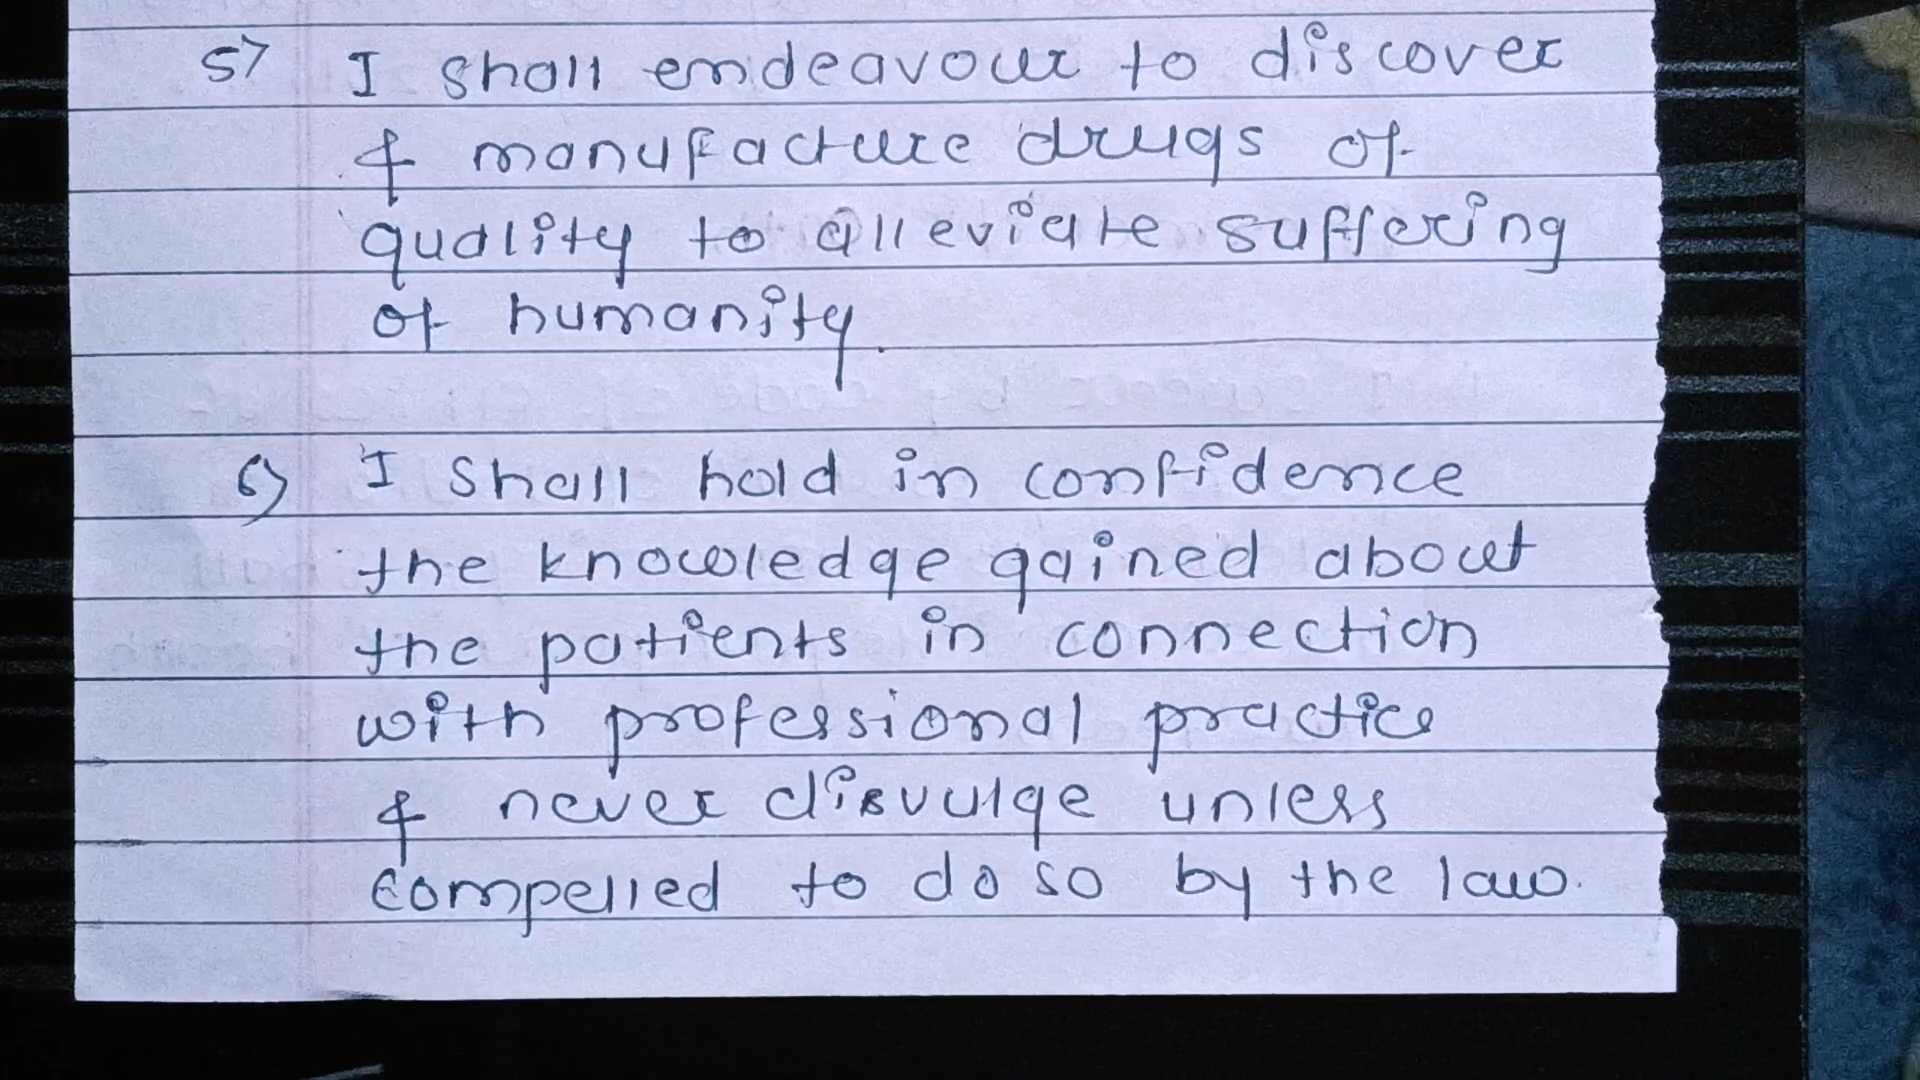 5> I shall endeavour to discover
& manufacture drugs of
quality to alleviate suffering
of humanity.
6) I shall hold in confidence
the knowledge gained about
the patients in connection
with professional practice
& never disvulge unless
compelled to do so by the law.